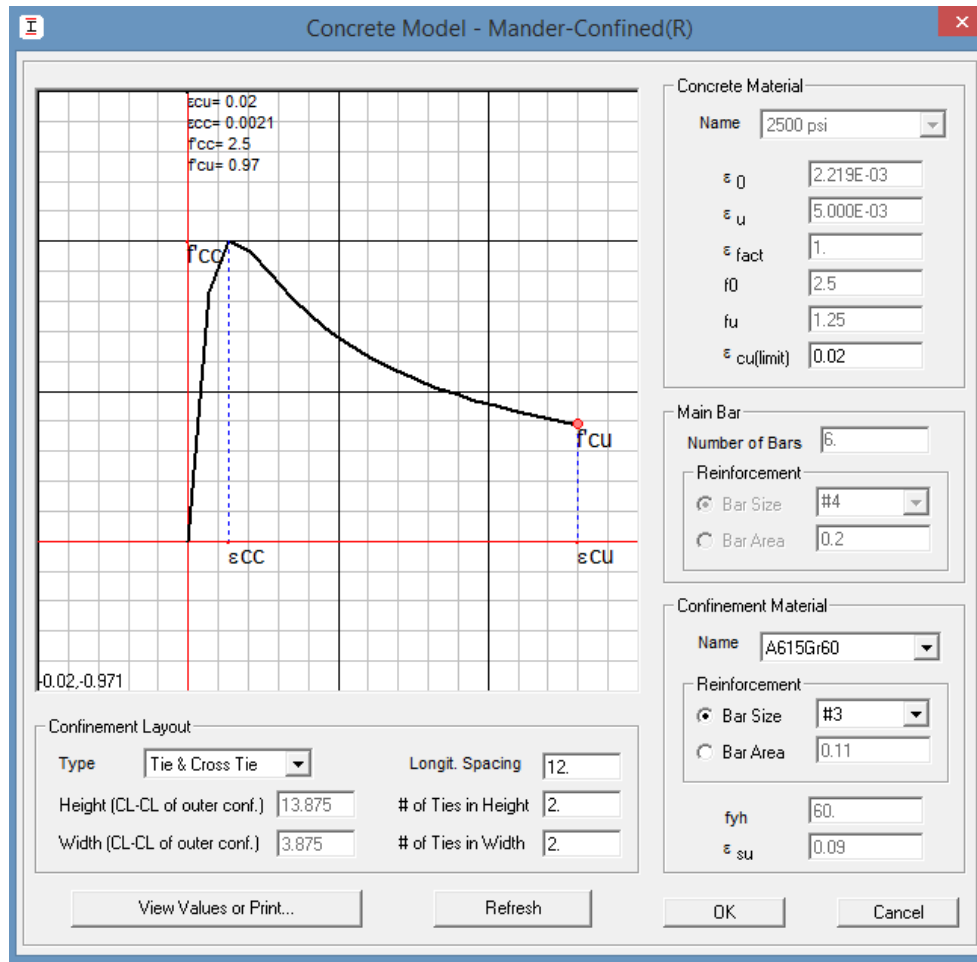 Concrete Model - Mander-Confined(R)
εcu= 0.02
εcc= 0.0021
f'cc= 2.5
f'cu= 0.97
f'cc
f'cu
εcc
εcu
-0.02,-0.971
Concrete Material
Name 2500 psi
ε 0 2.219E-03
ε u 5.000E-03
ε fact 1.
f0 2.5
fu 1.25
ε cu(limit) 0.02
Main Bar
Number of Bars 6.
Reinforcement
Bar Size #4
Bar Area 0.2
Confinement Material
Name A615Gr60
Reinforcement
Bar Size #3
Bar Area 0.11
fyh 60.
ε su 0.09
Confinement Layout
Type Tie & Cross Tie Longit. Spacing 12.
Height (CL-CL of outer conf.) 13.875 # of Ties in Height 2.
Width (CL-CL of outer conf.) 3.875 # of Ties in Width 2.
View Values or Print... Refresh OK Cancel